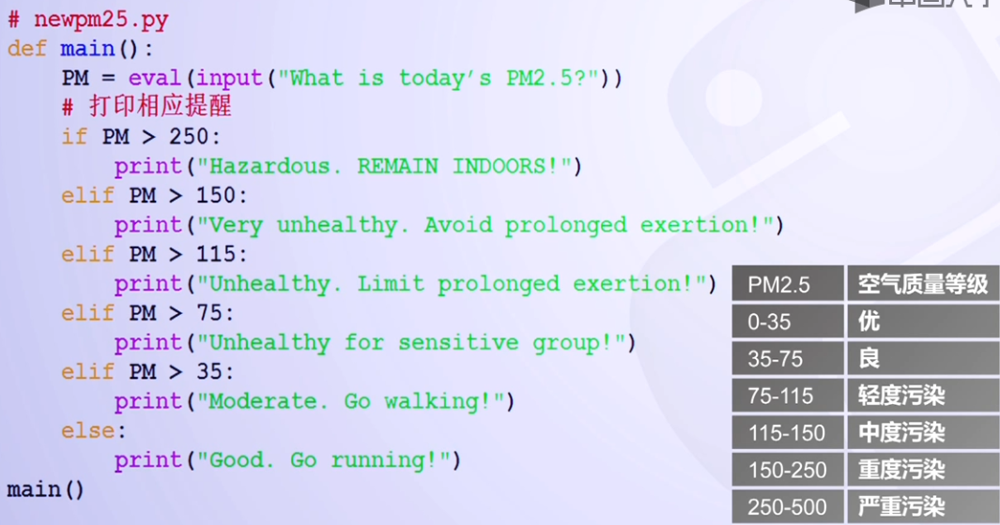 # newpm25.py
def main():
    PM = eval(input("What is today's PM2.5?"))
    # 打印相应提醒
    if PM > 250:
        print("Hazardous. REMAIN INDOORS!")
    elif PM > 150:
        print("Very unhealthy. Avoid prolonged exertion!")
    elif PM > 115:
        print("Unhealthy. Limit prolonged exertion!")
    elif PM > 75:
        print("Unhealthy for sensitive group!")
    elif PM > 35:
        print("Moderate. Go walking!")
    else:
        print("Good. Go running!")
main()
PM2.5 空气质量等级
0-35 优
35-75 良
75-115 轻度污染
115-150 中度污染
150-250 重度污染
250-500 严重污染